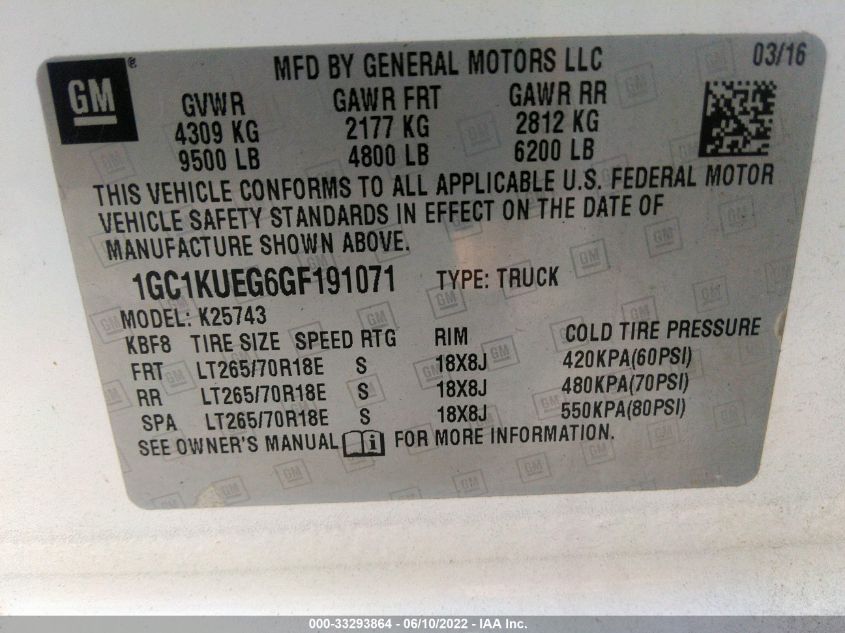 GM
®
MFD BY GENERAL MOTORS LLC
03/16
GVWR GAWR FRT GAWR RR
4309 KG 2177 KG 2812 KG
9500 LB 4800 LB 6200 LB
THIS VEHICLE CONFORMS TO ALL APPLICABLE U.S. FEDERAL MOTOR
VEHICLE SAFETY STANDARDS IN EFFECT ON THE DATE OF
MANUFACTURE SHOWN ABOVE.
1GC1KUEG6GF191071 TYPE: TRUCK
MODEL: K25743
KBF8 TIRE SIZE SPEED RTG RIM COLD TIRE PRESSURE
FRT LT265/70R18E S 18X8J 420KPA(60PSI)
RR LT265/70R18E S 18X8J 480KPA(70PSI)
SPA LT265/70R18E S 18X8J 550KPA(80PSI)
SEE OWNER'S MANUAL i FOR MORE INFORMATION.
000-33293864 - 06/10/2022 - IAA Inc.